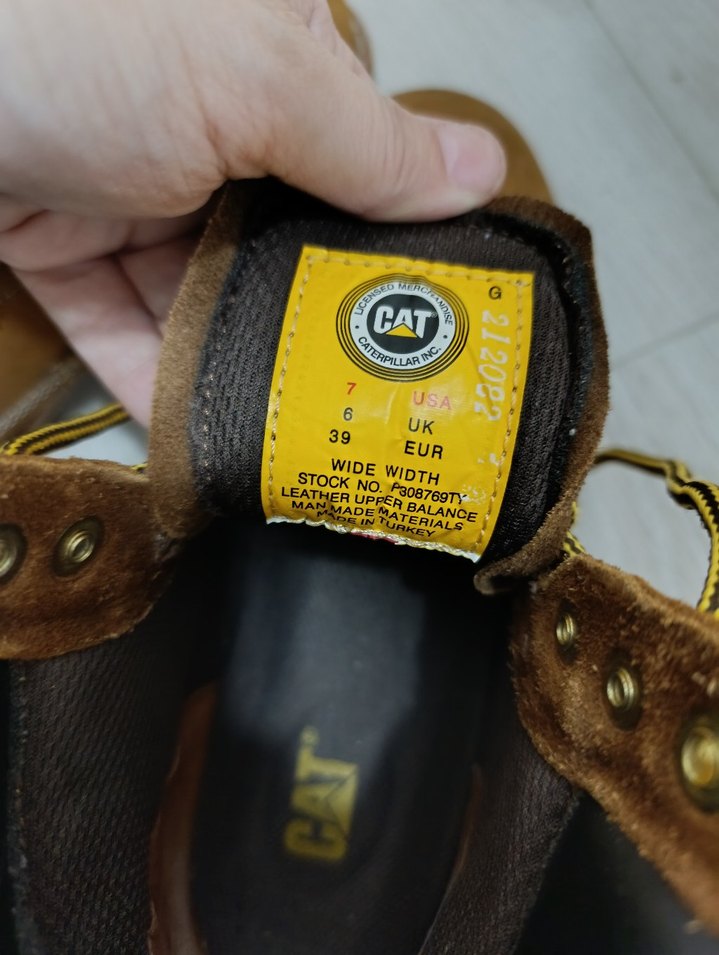 G
LICENSED MERCHANDISE
CAT
CATERPILLAR INC.
212082
7 USA
6 UK
39 EUR
WIDE WIDTH
STOCK NO. P308769TY
LEATHER UPPER BALANCE
MAN MADE MATERIALS
MADE IN TURKEY
CAT